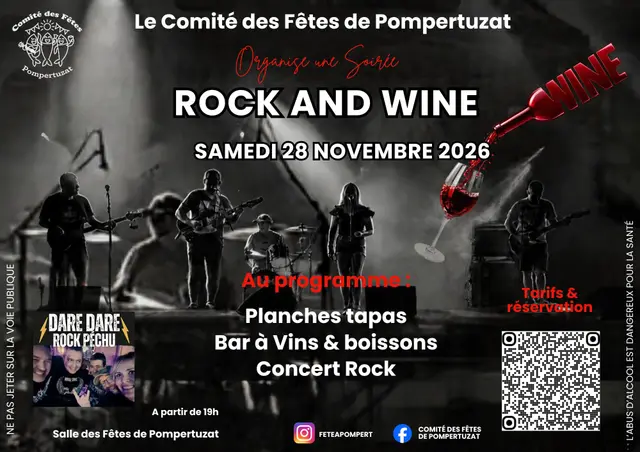 Le Comité des Fêtes de Pompertuzat
Comité des Fêtes
Pompertuzat
Organise une Soirée
ROCK AND WINE
WINE
SAMEDI 28 NOVEMBRE 2026
Au programme :
Planches tapas
Bar à Vins & boissons
Concert Rock
Tarifs &
réservation
DARE DARE
ROCK PÉCHU
A partir de 19h
Salle des Fêtes de Pompertuzat
FETEAPOMPERT
COMITÉ DES FÊTES
DE POMPERTUZAT
NE PAS JETER SUR LA VOIE PUBLIQUE
L'ABUS D'ALCOOL EST DANGEREUX POUR LA SANTÉ